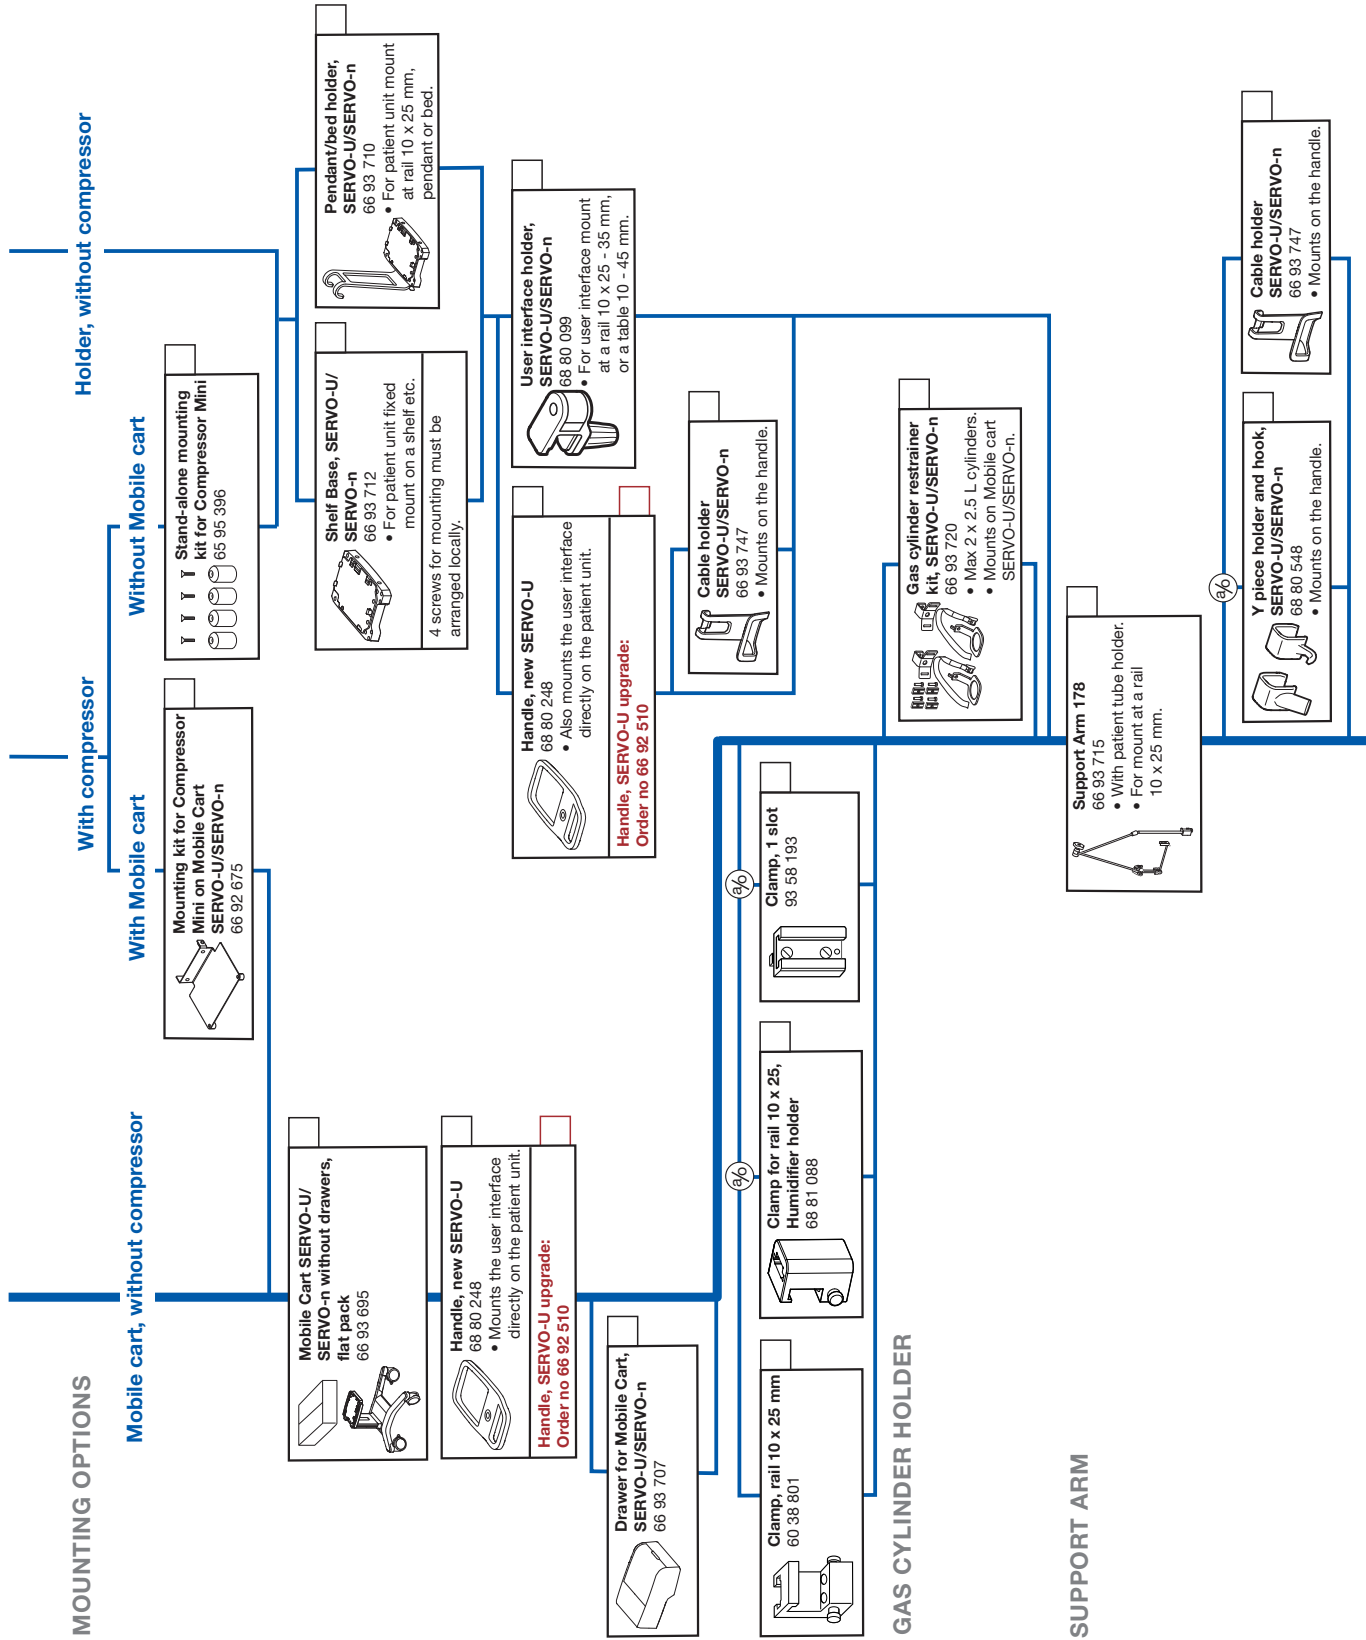 MOUNTING OPTIONS
Mobile cart, without compressor
With compressor
With Mobile cart
Without Mobile cart
Holder, without compressor
Mounting kit for Compressor
Mini on Mobile Cart
SERVO-U/SERVO-n
66 92 675
Stand-alone mounting
kit for Compressor Mini
65 95 396
Mobile Cart SERVO-U/
SERVO-n without drawers,
flat pack
66 93 695
Shelf Base, SERVO-U/
SERVO-n
66 93 712
• For patient unit fixed
mount on a shelf etc.
4 screws for mounting must be
arranged locally.
Pendant/bed holder,
SERVO-U/SERVO-n
66 93 710
• For patient unit mount
at rail 10 x 25 mm,
pendant or bed.
Handle, new SERVO-U
68 80 248
• Mounts the user interface
directly on the patient unit.
Handle, SERVO-U upgrade:
Order no 66 92 510
Handle, new SERVO-U
68 80 248
• Also mounts the user interface
directly on the patient unit.
Handle, SERVO-U upgrade:
Order no 66 92 510
User interface holder,
SERVO-U/SERVO-n
68 80 099
• For user interface mount
at a rail 10 x 25 - 35 mm,
or a table 10 - 45 mm.
Drawer for Mobile Cart,
SERVO-U/SERVO-n
66 93 707
Cable holder
SERVO-U/SERVO-n
66 93 747
• Mounts on the handle.
a/o
a/o
Clamp, rail 10 x 25 mm
60 38 801
Clamp for rail 10 x 25,
Humidifier holder
68 81 088
Clamp, 1 slot
93 58 193
GAS CYLINDER HOLDER
Gas cylinder restrainer
kit, SERVO-U/SERVO-n
66 93 720
• Max 2 x 2.5 L cylinders.
• Mounts on Mobile cart
SERVO-U/SERVO-n.
SUPPORT ARM
Support Arm 178
66 93 715
• With patient tube holder.
• For mount at a rail
10 x 25 mm.
a/o
Y piece holder and hook,
SERVO-U/SERVO-n
68 80 548
• Mounts on the handle.
Cable holder
SERVO-U/SERVO-n
66 93 747
• Mounts on the handle.